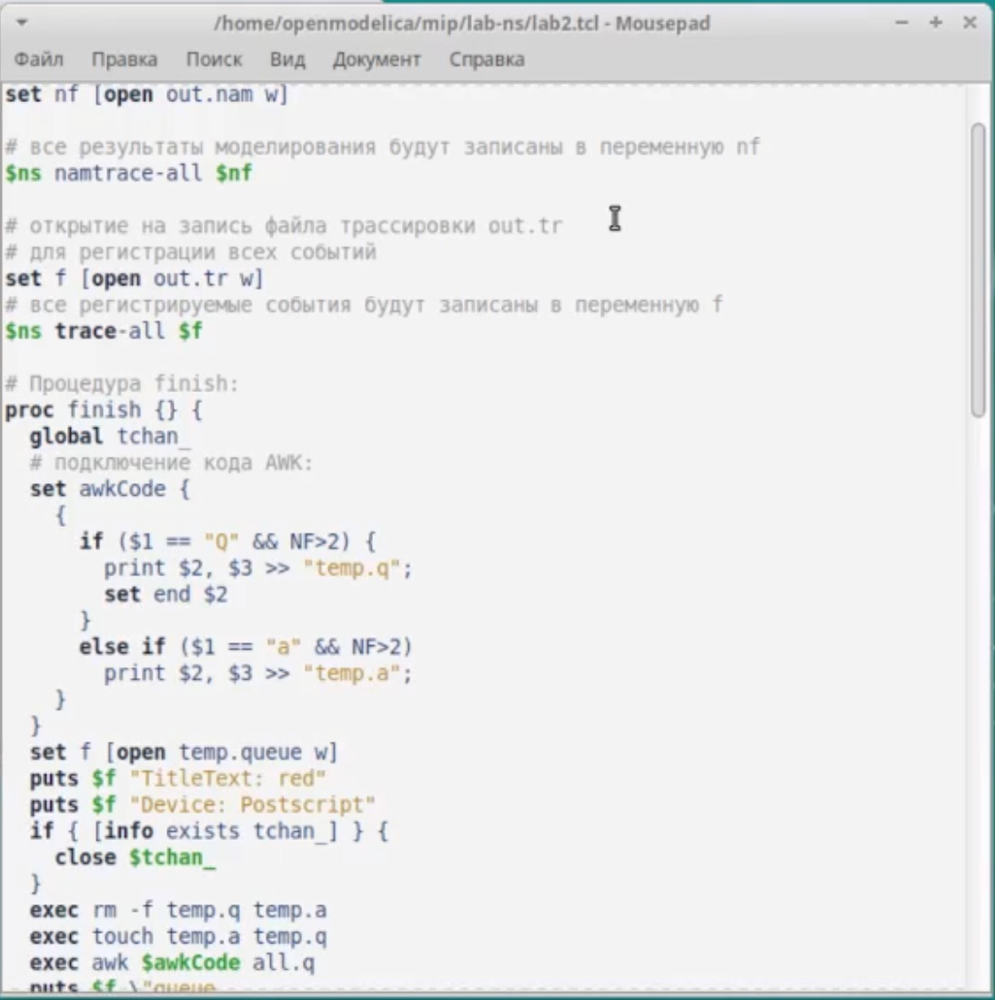 /home/openmodelica/mip/lab-ns/lab2.tcl - Mousepad
Файл Правка Поиск Вид Документ Справка
set nf [open out.nam w]
# все результаты моделирования будут записаны в переменную nf
$ns namtrace-all $nf
# открытие на запись файла трассировки out.tr
# для регистрации всех событий
set f [open out.tr w]
# все регистрируемые события будут записаны в переменную f
$ns trace-all $f
# Процедура finish:
proc finish {} {
  global tchan_
  # подключение кода AWK:
  set awkCode {
    {
      if ($1 == "Q" && NF>2) {
        print $2, $3 >> "temp.q";
        set end $2
      }
      else if ($1 == "a" && NF>2)
        print $2, $3 >> "temp.a";
    }
  }
  set f [open temp.queue w]
  puts $f "TitleText: red"
  puts $f "Device: Postscript"
  if { [info exists tchan_] } {
    close $tchan_
  }
  exec rm -f temp.q temp.a
  exec touch temp.a temp.q
  exec awk $awkCode all.q
  puts $f \"queue